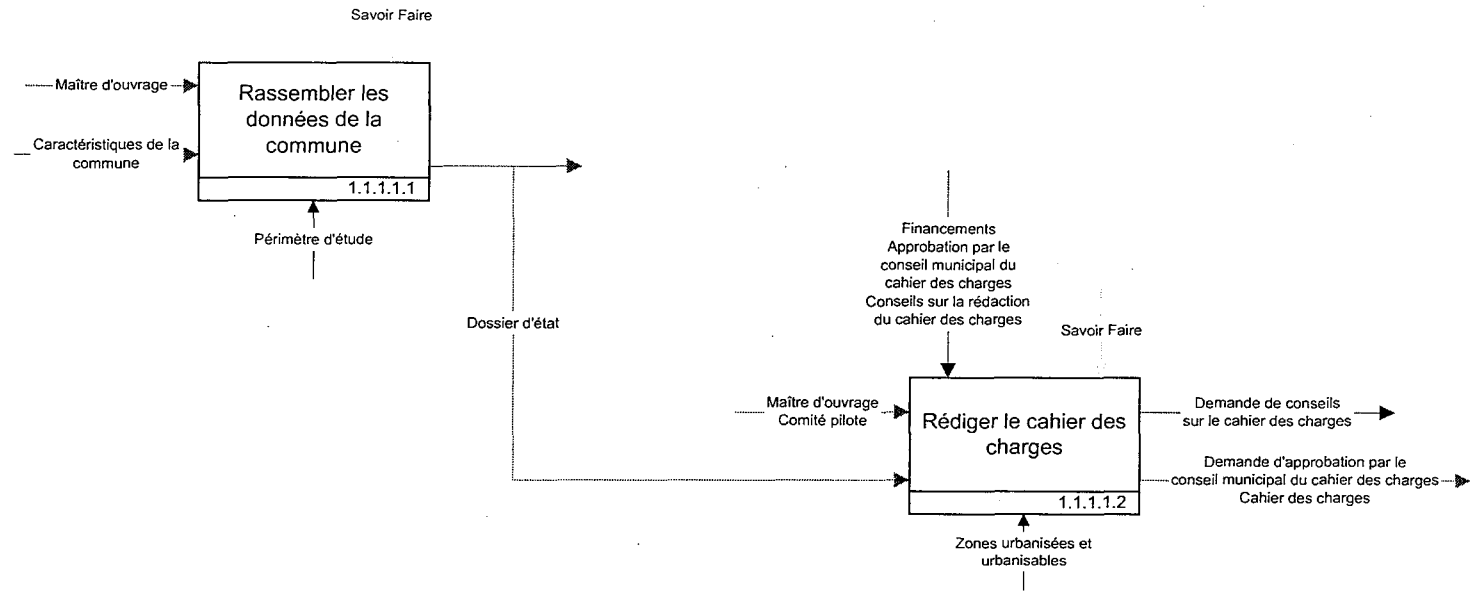 Savoir Faire
Maître d'ouvrage
Rassembler les
données de la
commune
Caractéristiques de la
commune
1.1.1.1.1
Périmètre d'étude
Dossier d'état
Financements
Approbation par le
conseil municipal du
cahier des charges
Conseils sur la rédaction
du cahier des charges
Savoir Faire
Maître d'ouvrage
Comité pilote
Rédiger le cahier des
charges
1.1.1.1.2
Demande de conseils
sur le cahier des charges
Demande d'approbation par le
conseil municipal du cahier des charges
Cahier des charges
Zones urbanisées et
urbanisables